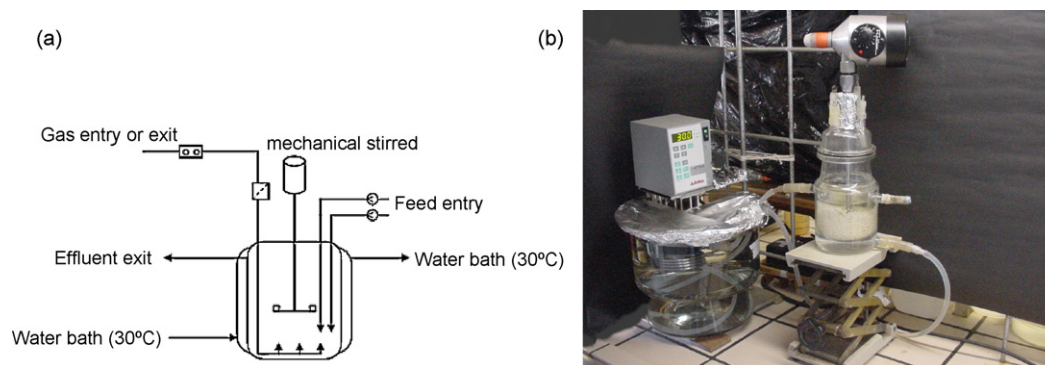 (a)
(b)
Gas entry or exit
mechanical stirred
Feed entry
Effluent exit
Water bath (30ºC)
Water bath (30ºC)
30.0